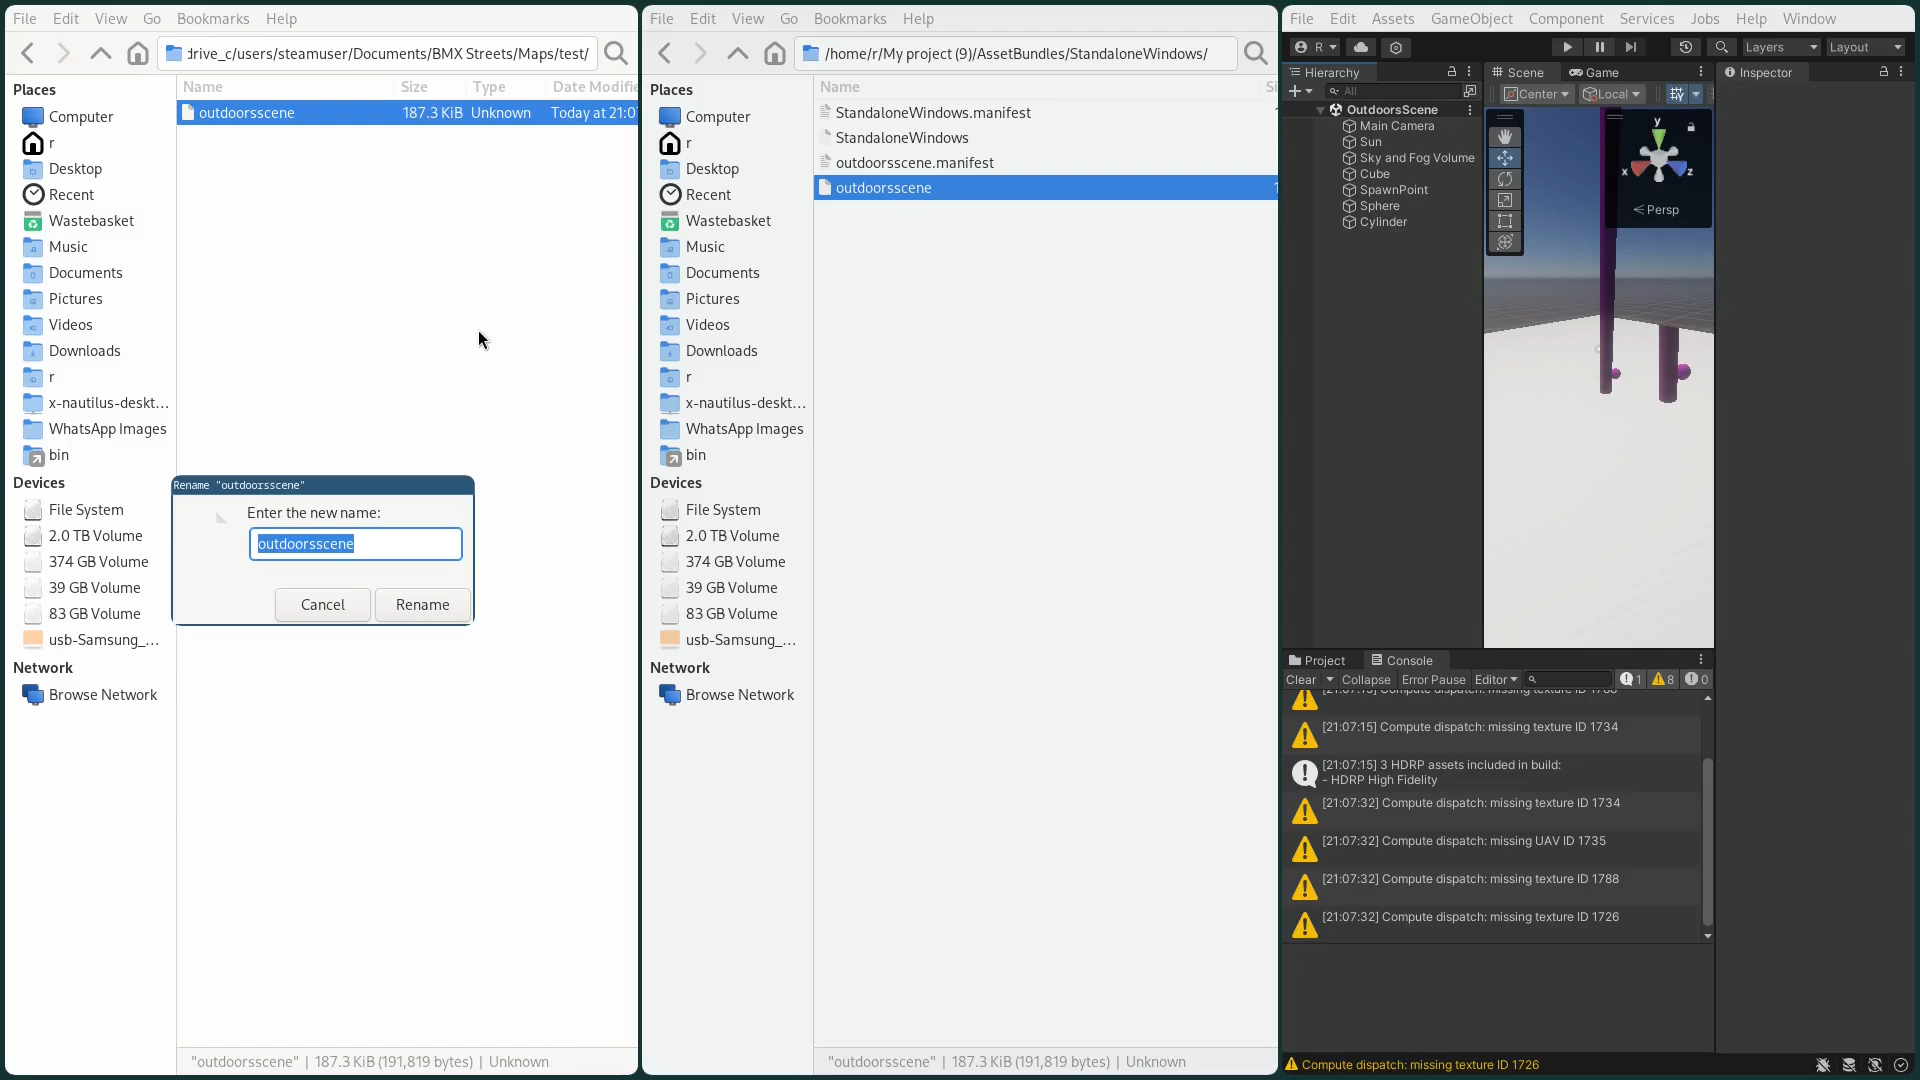 File Edit View Go Bookmarks Help
drive_c/users/steamuser/Documents/BMX Streets/Maps/test/
Places
Computer
r
Desktop
Recent
Wastebasket
Music
Documents
Pictures
Videos
Downloads
r
x-nautilus-deskt...
WhatsApp Images
bin
Devices
File System
2.0 TB Volume
374 GB Volume
39 GB Volume
83 GB Volume
usb-Samsung_...
Network
Browse Network
Name Size Type Date Modifie
outdoorsscene 187.3 KiB Unknown Today at 21:0
Rename "outdoorsscene"
Enter the new name:
outdoorsscene
Cancel Rename
"outdoorsscene" | 187.3 KiB (191,819 bytes) | Unknown
File Edit View Go Bookmarks Help
/home/r/My project (9)/AssetBundles/StandaloneWindows/
Places
Computer
r
Desktop
Recent
Wastebasket
Music
Documents
Pictures
Videos
Downloads
r
x-nautilus-deskt...
WhatsApp Images
bin
Devices
File System
2.0 TB Volume
374 GB Volume
39 GB Volume
83 GB Volume
usb-Samsung_...
Network
Browse Network
Name Si
StandaloneWindows.manifest
StandaloneWindows
outdoorsscene.manifest
outdoorsscene
"outdoorsscene" | 187.3 KiB (191,819 bytes) | Unknown
File Edit Assets GameObject Component Services Jobs Help Window
R Layers Layout
Hierarchy
All
OutdoorsScene
Main Camera
Sun
Sky and Fog Volume
Cube
SpawnPoint
Sphere
Cylinder
Scene Game
Center Local
y
x z
Persp
Inspector
Project Console
Clear Collapse Error Pause Editor 1 8 0
[21:07:15] Compute dispatch: missing texture ID 1788
[21:07:15] Compute dispatch: missing texture ID 1734
[21:07:15] 3 HDRP assets included in build:
- HDRP High Fidelity
[21:07:32] Compute dispatch: missing texture ID 1734
[21:07:32] Compute dispatch: missing UAV ID 1735
[21:07:32] Compute dispatch: missing texture ID 1788
[21:07:32] Compute dispatch: missing texture ID 1726
Compute dispatch: missing texture ID 1726